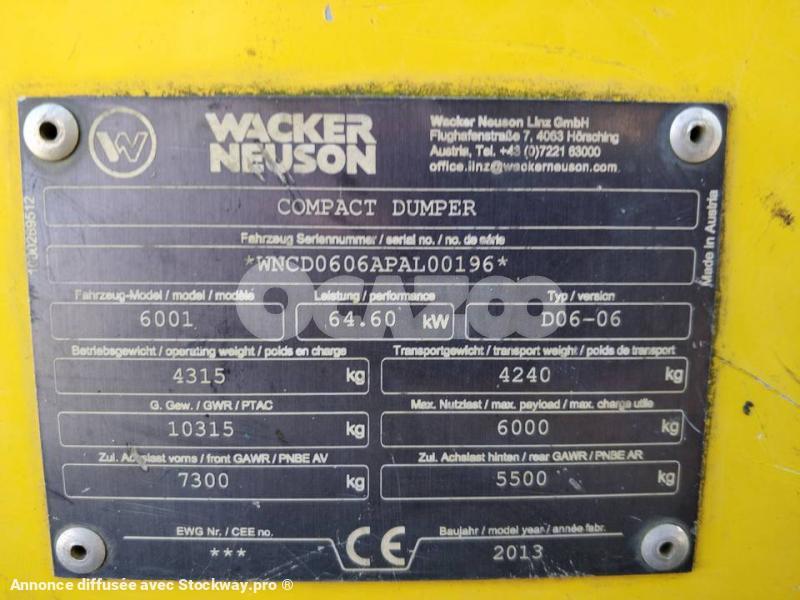 WACKER
NEUSON
Wacker Neuson Linz GmbH
Flughafenstraße 7, 4063 Hörsching
Austria, Tel. +43 (0)7221 63000
office.linz@wackerneuson.com
COMPACT DUMPER
Fahrzeug Seriennummer / serial no. / no. de série
*WNCD0606APAL00196*
Fahrzeug-Model / model / modèle Leistung / performance Typ / version
6001 64.60 kW D06-06
Betriebsgewicht / operating weight / poids en charge Transportgewicht / transport weight / poids de transport
4315 kg 4240 kg
G. Gew. / GWR / PTAC Max. Nutzlast / max. payload / max. charge utile
10315 kg 6000 kg
Zul. Achslast vorns / front GAWR / PNBE AV Zul. Achslast hinten / rear GAWR / PNBE AR
7300 kg 5500 kg
EWG Nr. / CEE no. CE Baujahr / model year / année fabr.
*** 2013
Made in Austria
OCAZOO
Annonce diffusée avec Stockway.pro ®